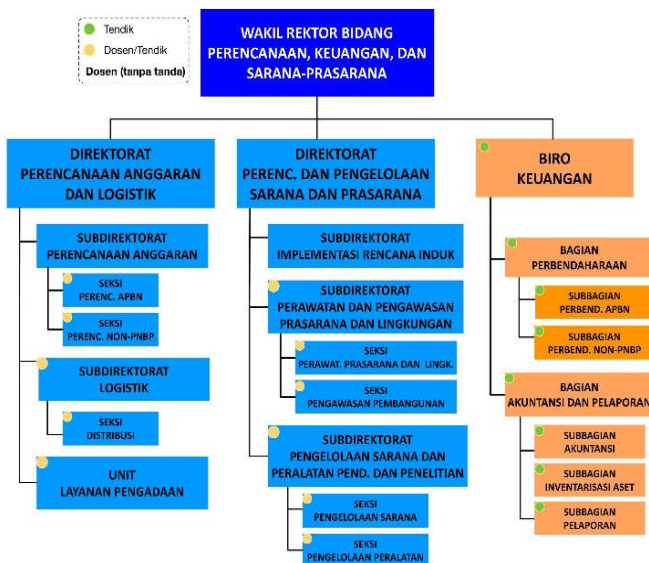 Tendik
Dosen/Tendik
Dosen (tanpa tanda)
WAKIL REKTOR BIDANG
PERENCANAAN, KEUANGAN, DAN
SARANA-PRASARANA
DIREKTORAT
PERENCANAAN ANGGARAN
DAN LOGISTIK
SUBDIREKTORAT
PERENCANAAN ANGGARAN
SEKSI
PERENC. APBN
SEKSI
PERENC. NON-PNBP
SUBDIREKTORAT
LOGISTIK
SEKSI
DISTRIBUSI
UNIT
LAYANAN PENGADAAN
DIREKTORAT
PERENC. DAN PENGELOLAAN
SARANA DAN PRASARANA
SUBDIREKTORAT
IMPLEMENTASI RENCANA INDUK
SUBDIREKTORAT
PERAWATAN DAN PENGAWASAN
PRASARANA DAN LINGKUNGAN
SEKSI
PERAWAT. PRASARANA DAN LINGK.
SEKSI
PENGAWASAN PEMBANGUNAN
SUBDIREKTORAT
PENGELOLAAN SARANA DAN
PERALATAN PEND. DAN PENELITIAN
SEKSI
PENGELOLAAN SARANA
SEKSI
PENGELOLAAN PERALATAN
BIRO
KEUANGAN
BAGIAN
PERBENDAHARAAN
SUBBAGIAN
PERBEND. APBN
SUBBAGIAN
PERBEND. NON-PNBP
BAGIAN
AKUNTANSI DAN PELAPORAN
SUBBAGIAN
AKUNTANSI
SUBBAGIAN
INVENTARISASI ASET
SUBBAGIAN
PELAPORAN